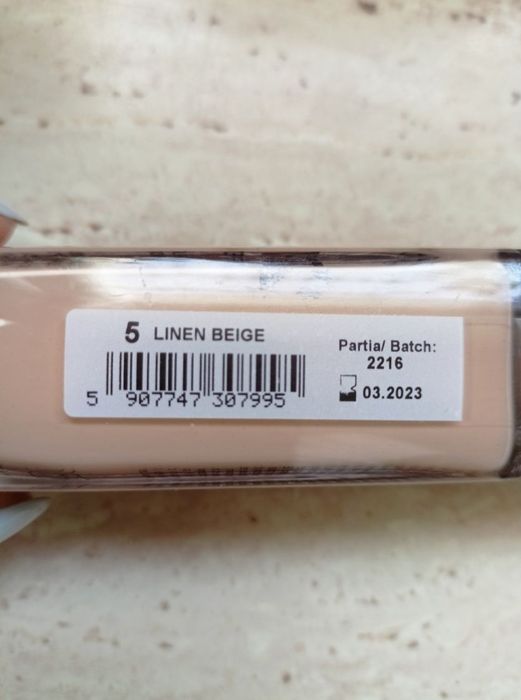 5 LINEN BEIGE
5 907747 307995
Partia/ Batch:
2216
03.2023